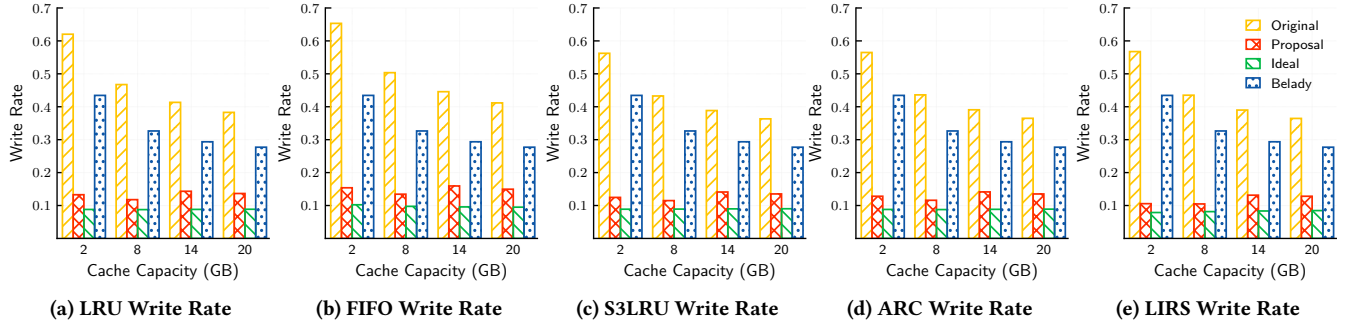 0.7
0.6
0.5
0.4
0.3
0.2
0.1
Write Rate
2 8 14 20
Cache Capacity (GB)
(a) LRU Write Rate
0.7
0.6
0.5
0.4
0.3
0.2
0.1
Write Rate
2 8 14 20
Cache Capacity (GB)
(b) FIFO Write Rate
0.7
0.6
0.5
0.4
0.3
0.2
0.1
Write Rate
2 8 14 20
Cache Capacity (GB)
(c) S3LRU Write Rate
0.7
0.6
0.5
0.4
0.3
0.2
0.1
Write Rate
2 8 14 20
Cache Capacity (GB)
(d) ARC Write Rate
0.7
0.6
0.5
0.4
0.3
0.2
0.1
Write Rate
Original
Proposal
Ideal
Belady
2 8 14 20
Cache Capacity (GB)
(e) LIRS Write Rate